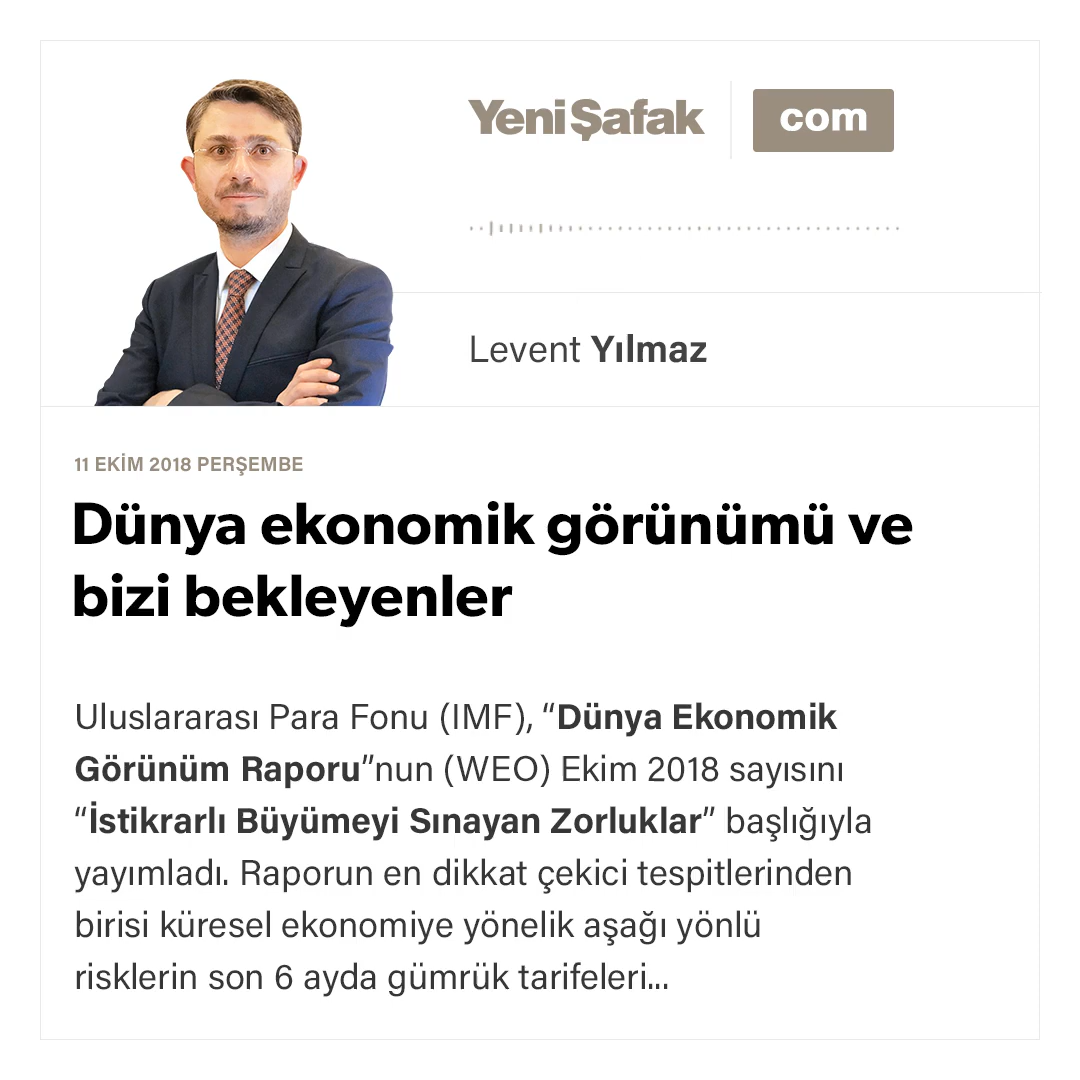 YeniŞafak com
Levent Yılmaz
11 EKİM 2018 PERŞEMBE
Dünya ekonomik görünümü ve
bizi bekleyenler
Uluslararası Para Fonu (IMF), “Dünya Ekonomik
Görünüm Raporu”nun (WEO) Ekim 2018 sayısını
“İstikrarlı Büyümeyi Sınayan Zorluklar” başlığıyla
yayımladı. Raporun en dikkat çekici tespitlerinden
birisi küresel ekonomiye yönelik aşağı yönlü
risklerin son 6 ayda gümrük tarifeleri...